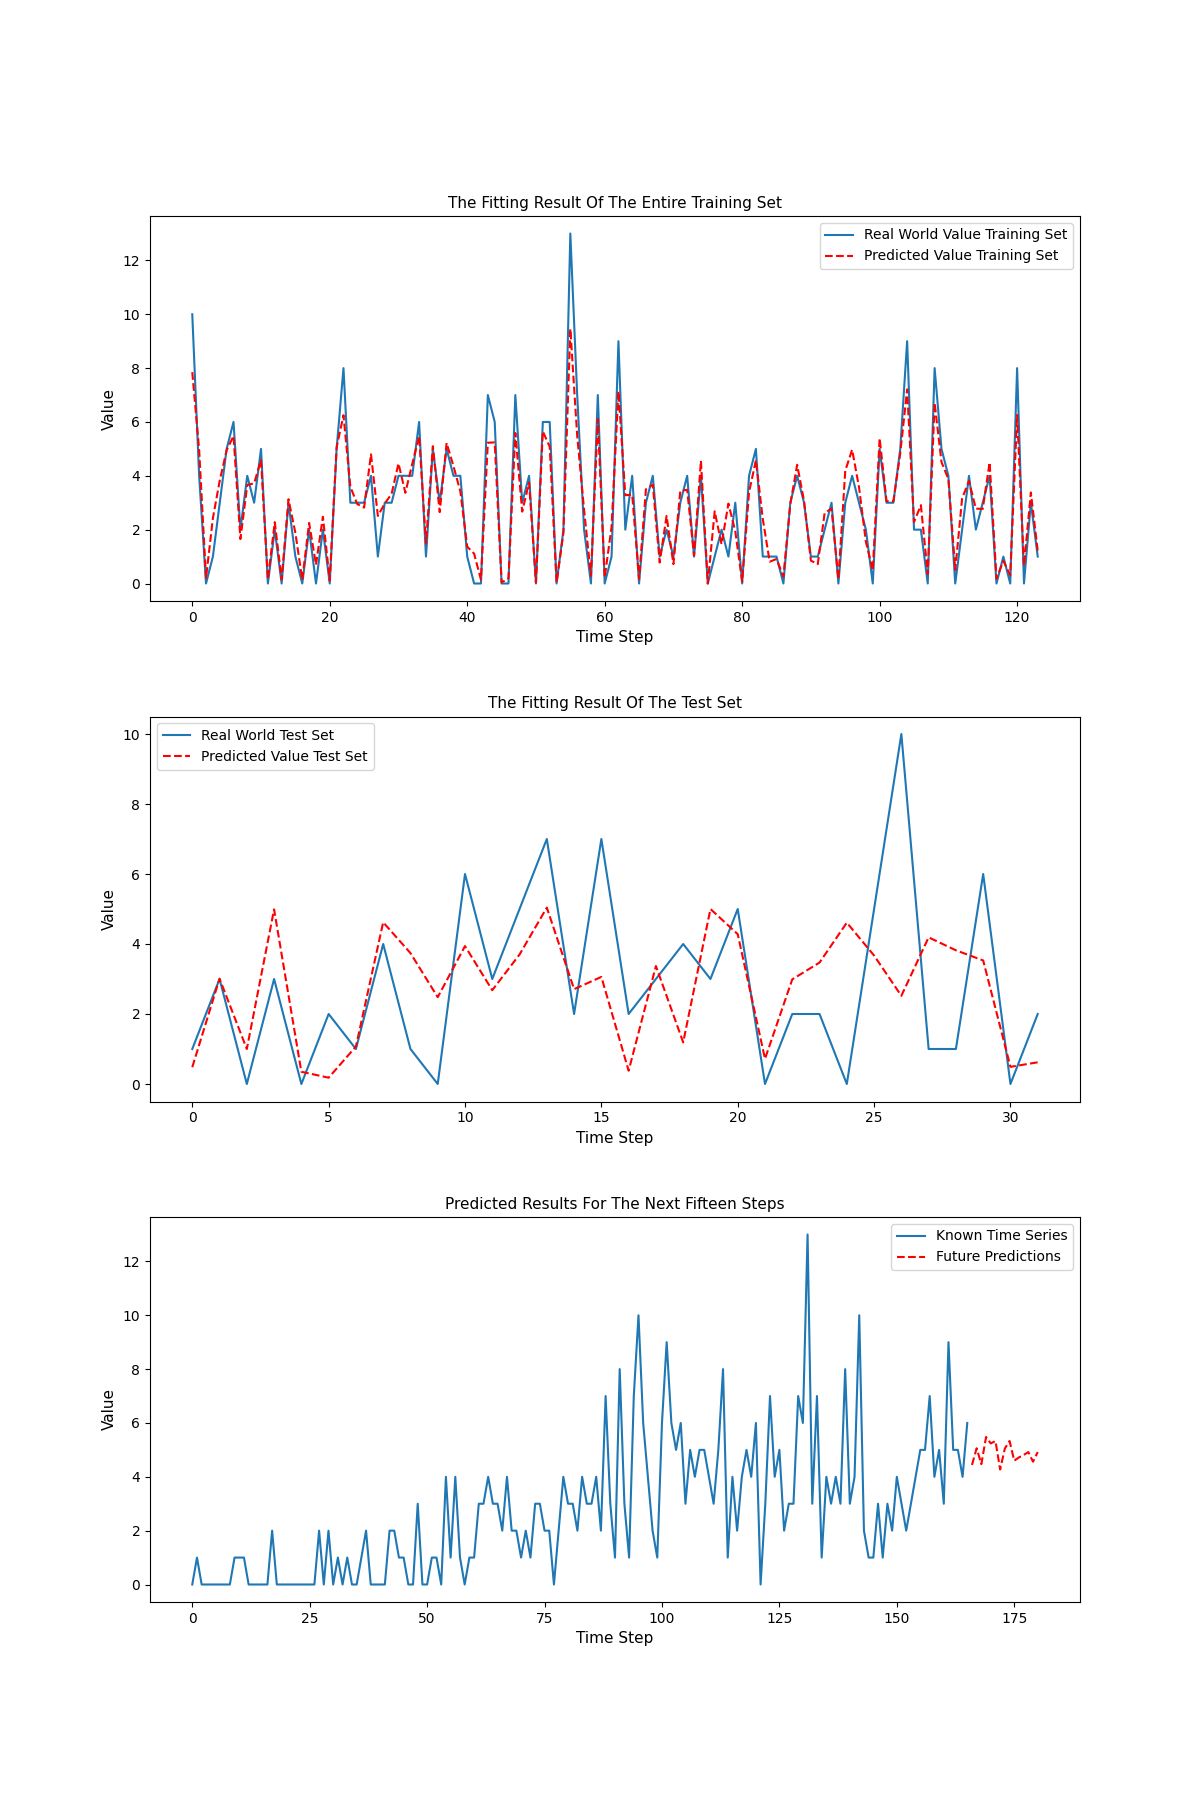 The Fitting Result Of The Entire Training Set
Real World Value Training Set
Predicted Value Training Set
Value
12
10
8
6
4
2
0
0 20 40 60 80 100 120
Time Step
The Fitting Result Of The Test Set
Real World Test Set
Predicted Value Test Set
Value
10
8
6
4
2
0
0 5 10 15 20 25 30
Time Step
Predicted Results For The Next Fifteen Steps
Known Time Series
Future Predictions
Value
12
10
8
6
4
2
0
0 25 50 75 100 125 150 175
Time Step